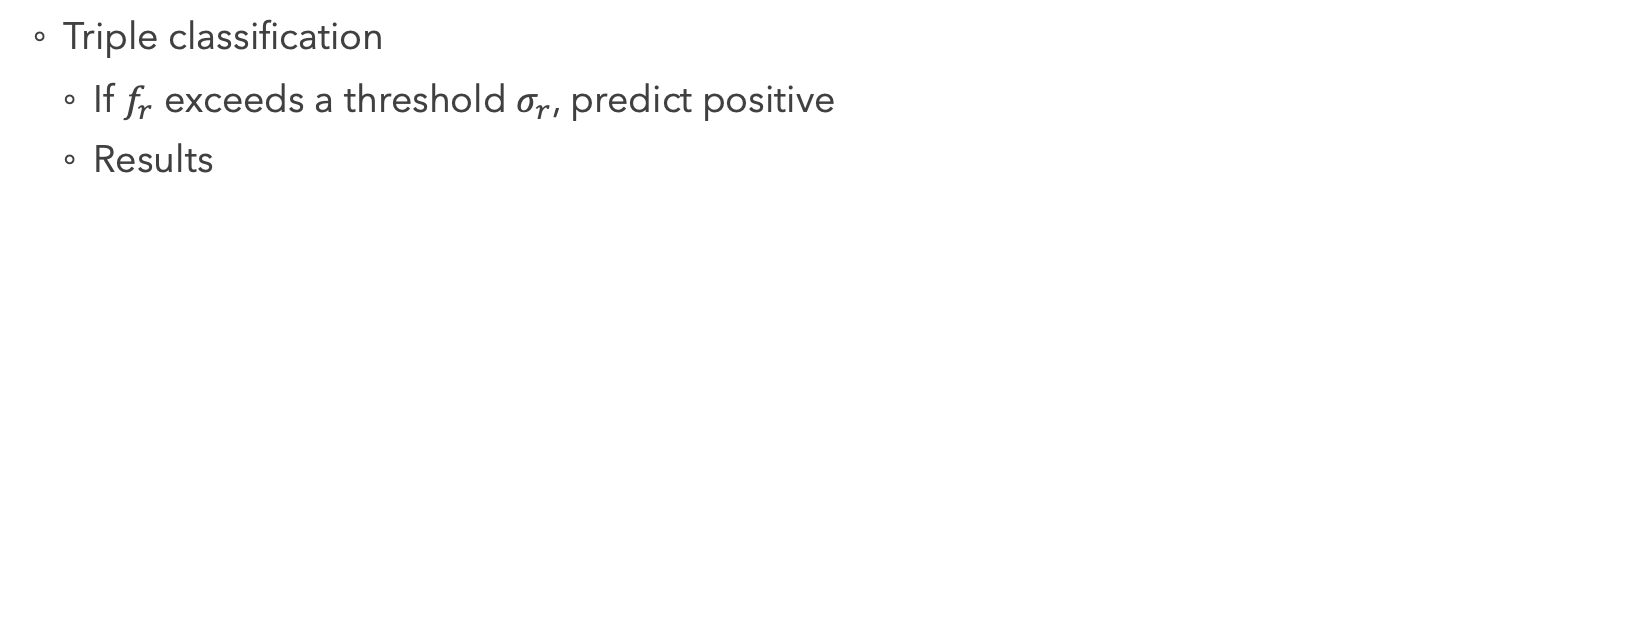 ◦ Triple classification
◦ If 𝑓𝑟 exceeds a threshold 𝜎𝑟, predict positive
◦ Results